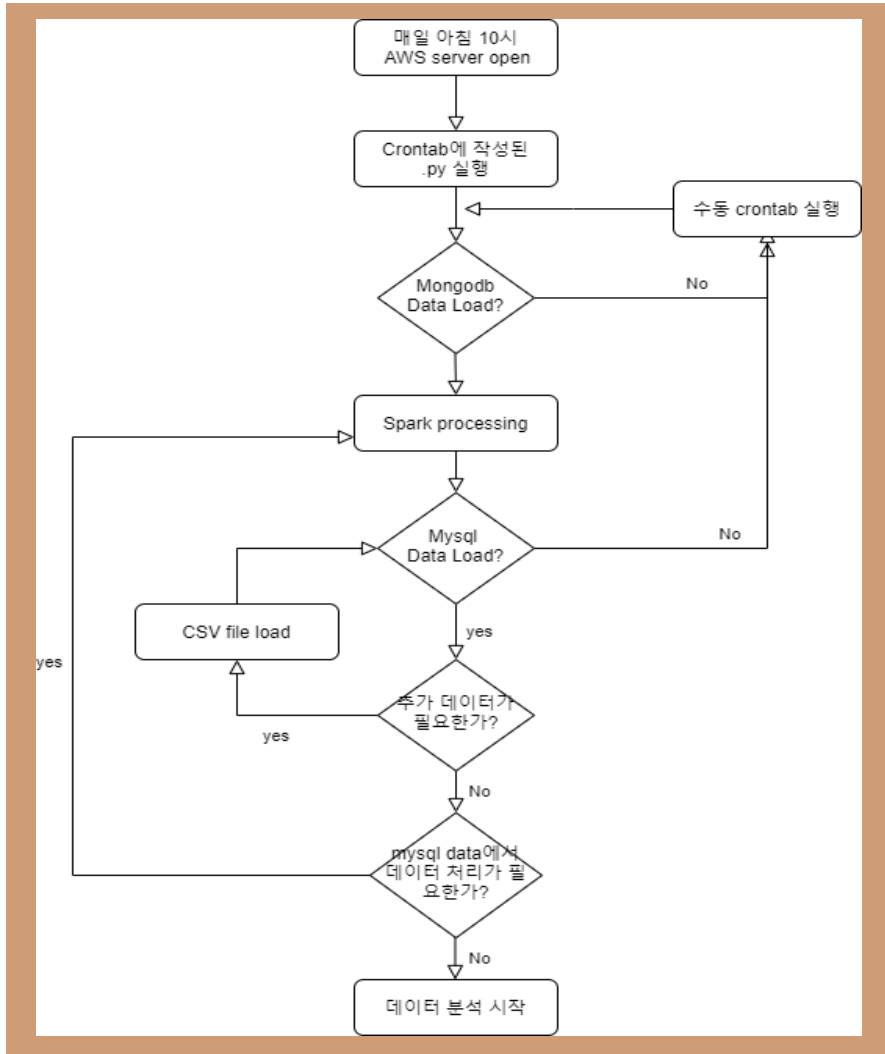 매일 아침 10시
AWS server open
Crontab에 작성된
.py 실행
수동 crontab 실행
Mongodb
Data Load?
No
Spark processing
Mysql
Data Load?
No
CSV file load
yes
yes
추가 데이터가
필요한가?
yes
No
mysql data에서
데이터 처리가 필
요한가?
No
데이터 분석 시작